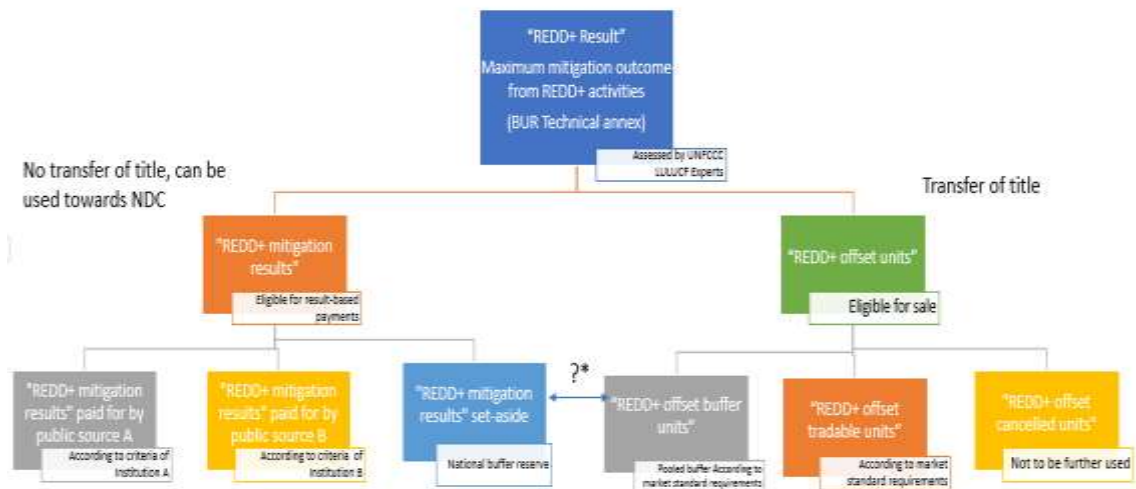 "REDD+ Result"
Maximum mitigation outcome
from REDD+ activities
(BUR Technical annex)
Assessed by UNFCCC
LULUCF Experts
No transfer of title, can be
used towards NDC
Transfer of title
"REDD+ mitigation
results"
Eligible for result-based
payments
"REDD+ offset units"
Eligible for sale
"REDD+ mitigation
results" paid for by
public source A
According to criteria of
Institution A
"REDD+ mitigation
results" paid for by
public source B
According to criteria of
Institution B
"REDD+ mitigation
results" set-aside
National buffer reserve
?*
"REDD+ offset buffer
units"
Pooled buffer According to
market standard requirements
"REDD+ offset
tradable units"
According to market
standard requirements
"REDD+ offset
cancelled units"
Not to be further used